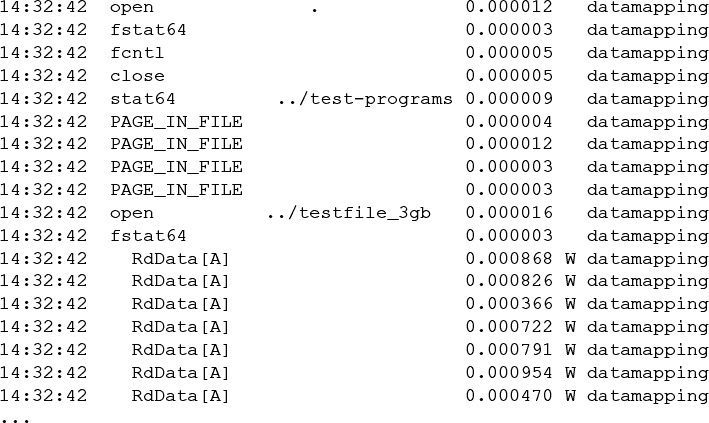 14:32:42  open              .             0.000012   datamapping
14:32:42  fstat64                         0.000003   datamapping
14:32:42  fcntl                           0.000005   datamapping
14:32:42  close                           0.000005   datamapping
14:32:42  stat64         ../test-programs 0.000009   datamapping
14:32:42  PAGE_IN_FILE                    0.000004   datamapping
14:32:42  PAGE_IN_FILE                    0.000012   datamapping
14:32:42  PAGE_IN_FILE                    0.000003   datamapping
14:32:42  PAGE_IN_FILE                    0.000003   datamapping
14:32:42  open          ../testfile_3gb   0.000016   datamapping
14:32:42  fstat64                         0.000003   datamapping
14:32:42    RdData[A]                     0.000868 W datamapping
14:32:42    RdData[A]                     0.000826 W datamapping
14:32:42    RdData[A]                     0.000366 W datamapping
14:32:42    RdData[A]                     0.000722 W datamapping
14:32:42    RdData[A]                     0.000791 W datamapping
14:32:42    RdData[A]                     0.000954 W datamapping
14:32:42    RdData[A]                     0.000470 W datamapping
...